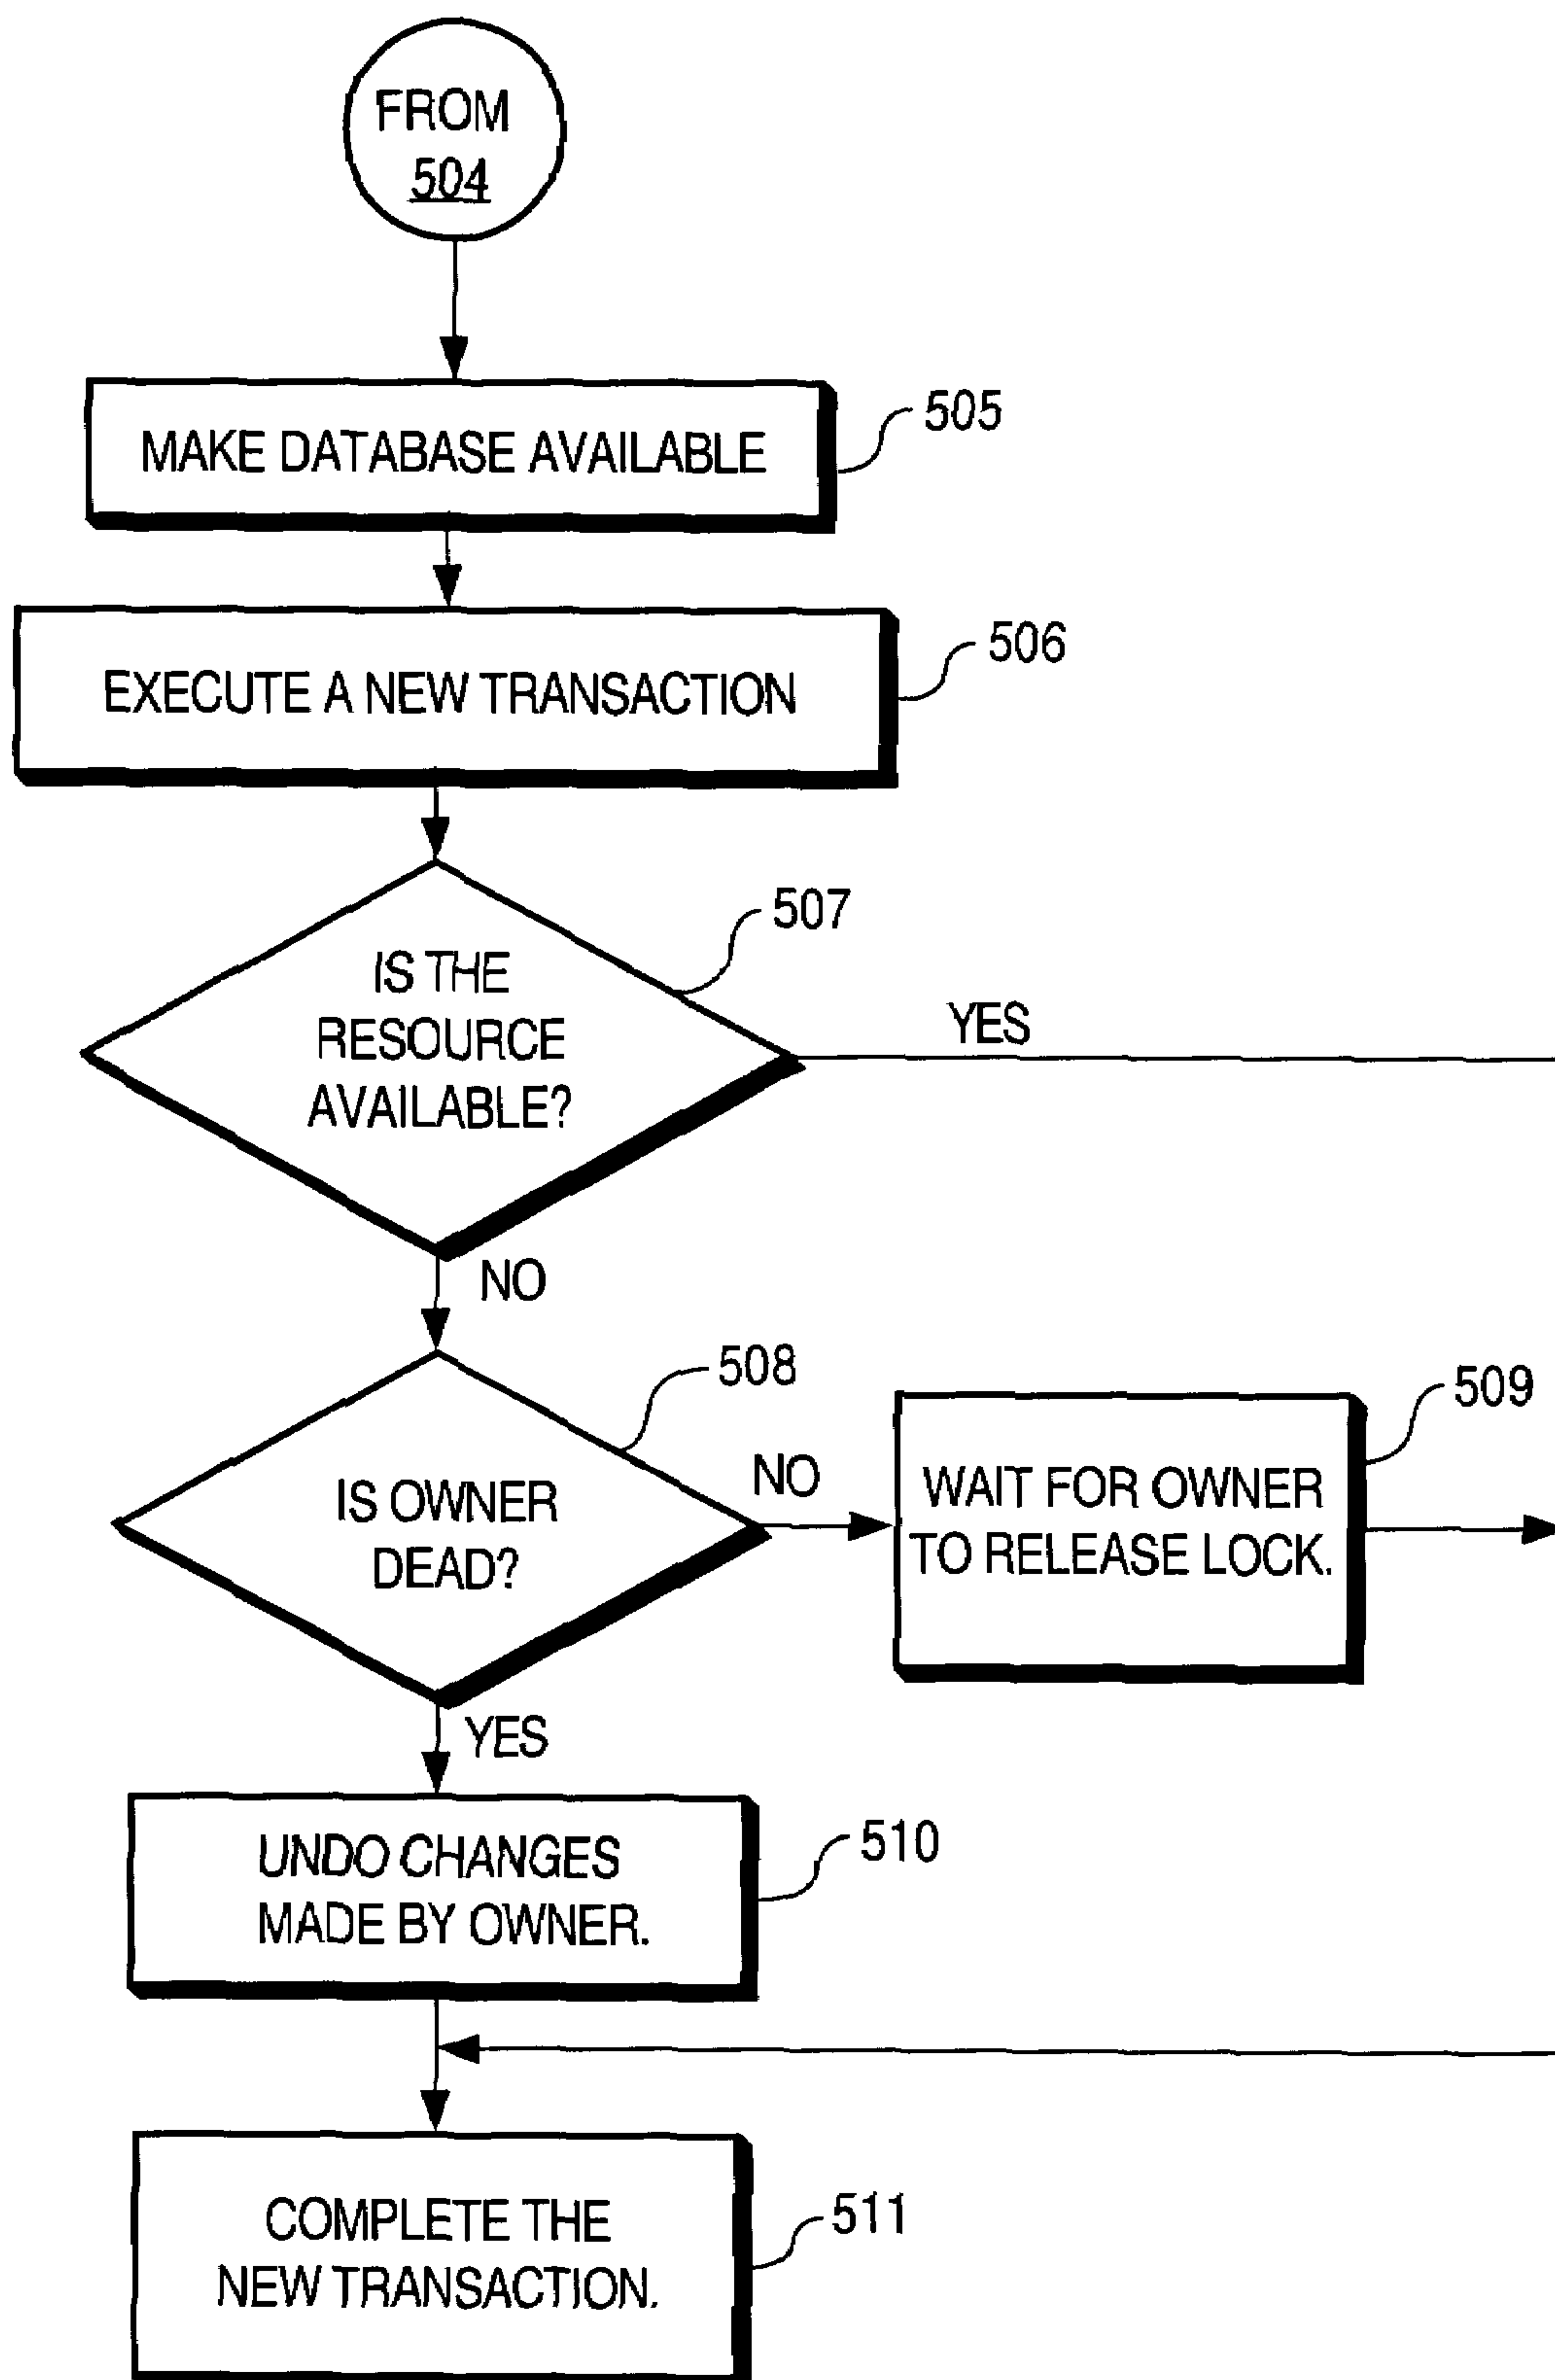 FROM
504
MAKE DATABASE AVAILABLE
505
EXECUTE A NEW TRANSACTION
506
507
IS THE
RESOURCE
AVAILABLE?
YES
NO
508
IS OWNER
DEAD?
NO
509
WAIT FOR OWNER
TO RELEASE LOCK.
YES
UNDO CHANGES
MADE BY OWNER.
510
COMPLETE THE
NEW TRANSACTION.
511